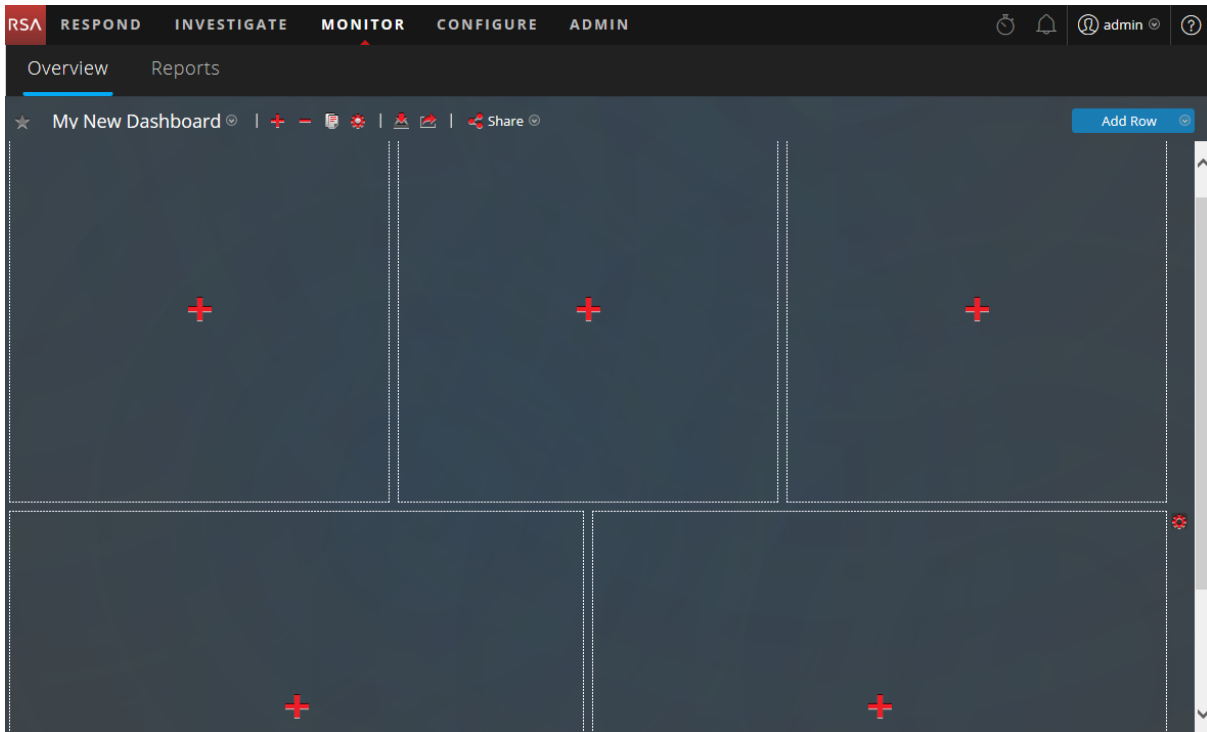 RSA RESPOND INVESTIGATE MONITOR CONFIGURE ADMIN admin ?
Overview Reports
My New Dashboard Share Add Row